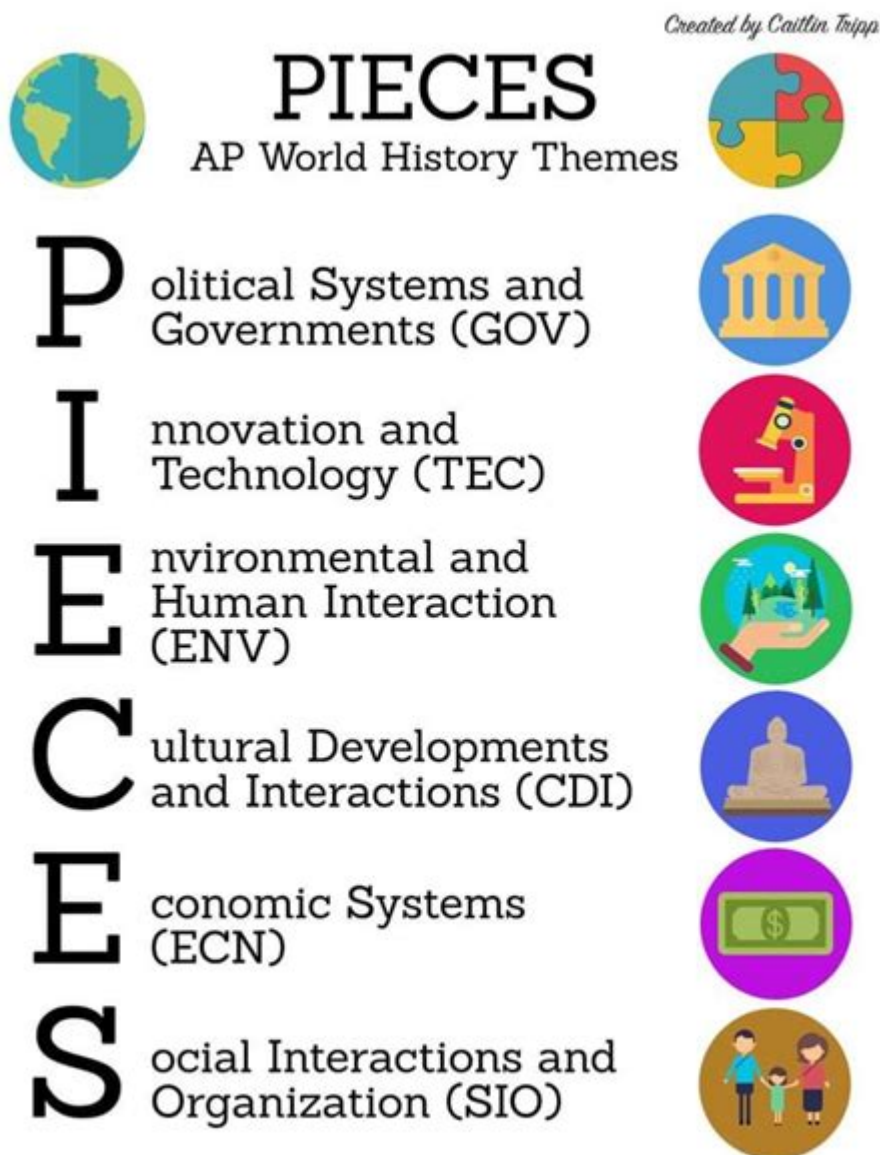 Created by Caitlin Tripp
PIECES
AP World History Themes
Political Systems and
Governments (GOV)
Innovation and
Technology (TEC)
Environmental and
Human Interaction
(ENV)
Cultural Developments
and Interactions (CDI)
Economic Systems
(ECN)
Social Interactions and
Organization (SIO)
$